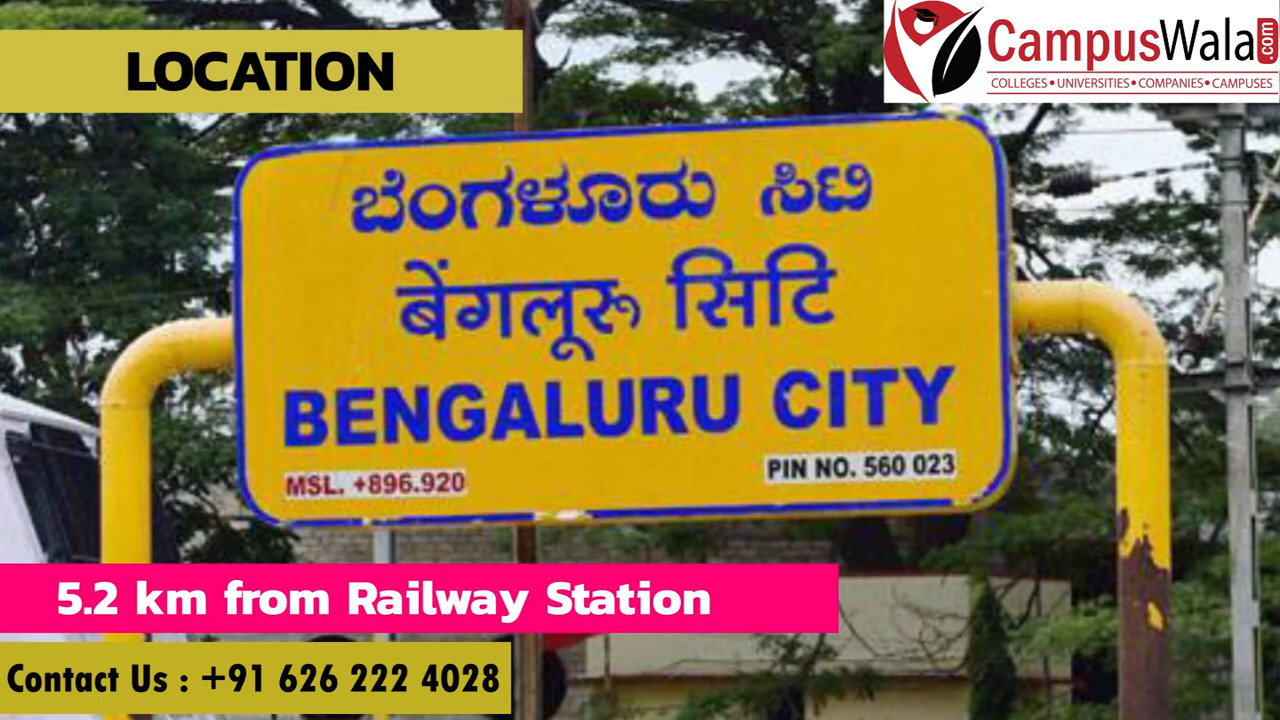 LOCATION
CampusWala.com
COLLEGES • UNIVERSITIES • COMPANIES • CAMPUSES
ಬೆಂಗಳೂರು ಸಿಟಿ
बेंगलूरू सिटि
BENGALURU CITY
MSL. +896.920
PIN NO. 560 023
5.2 km from Railway Station
Contact Us : +91 626 222 4028